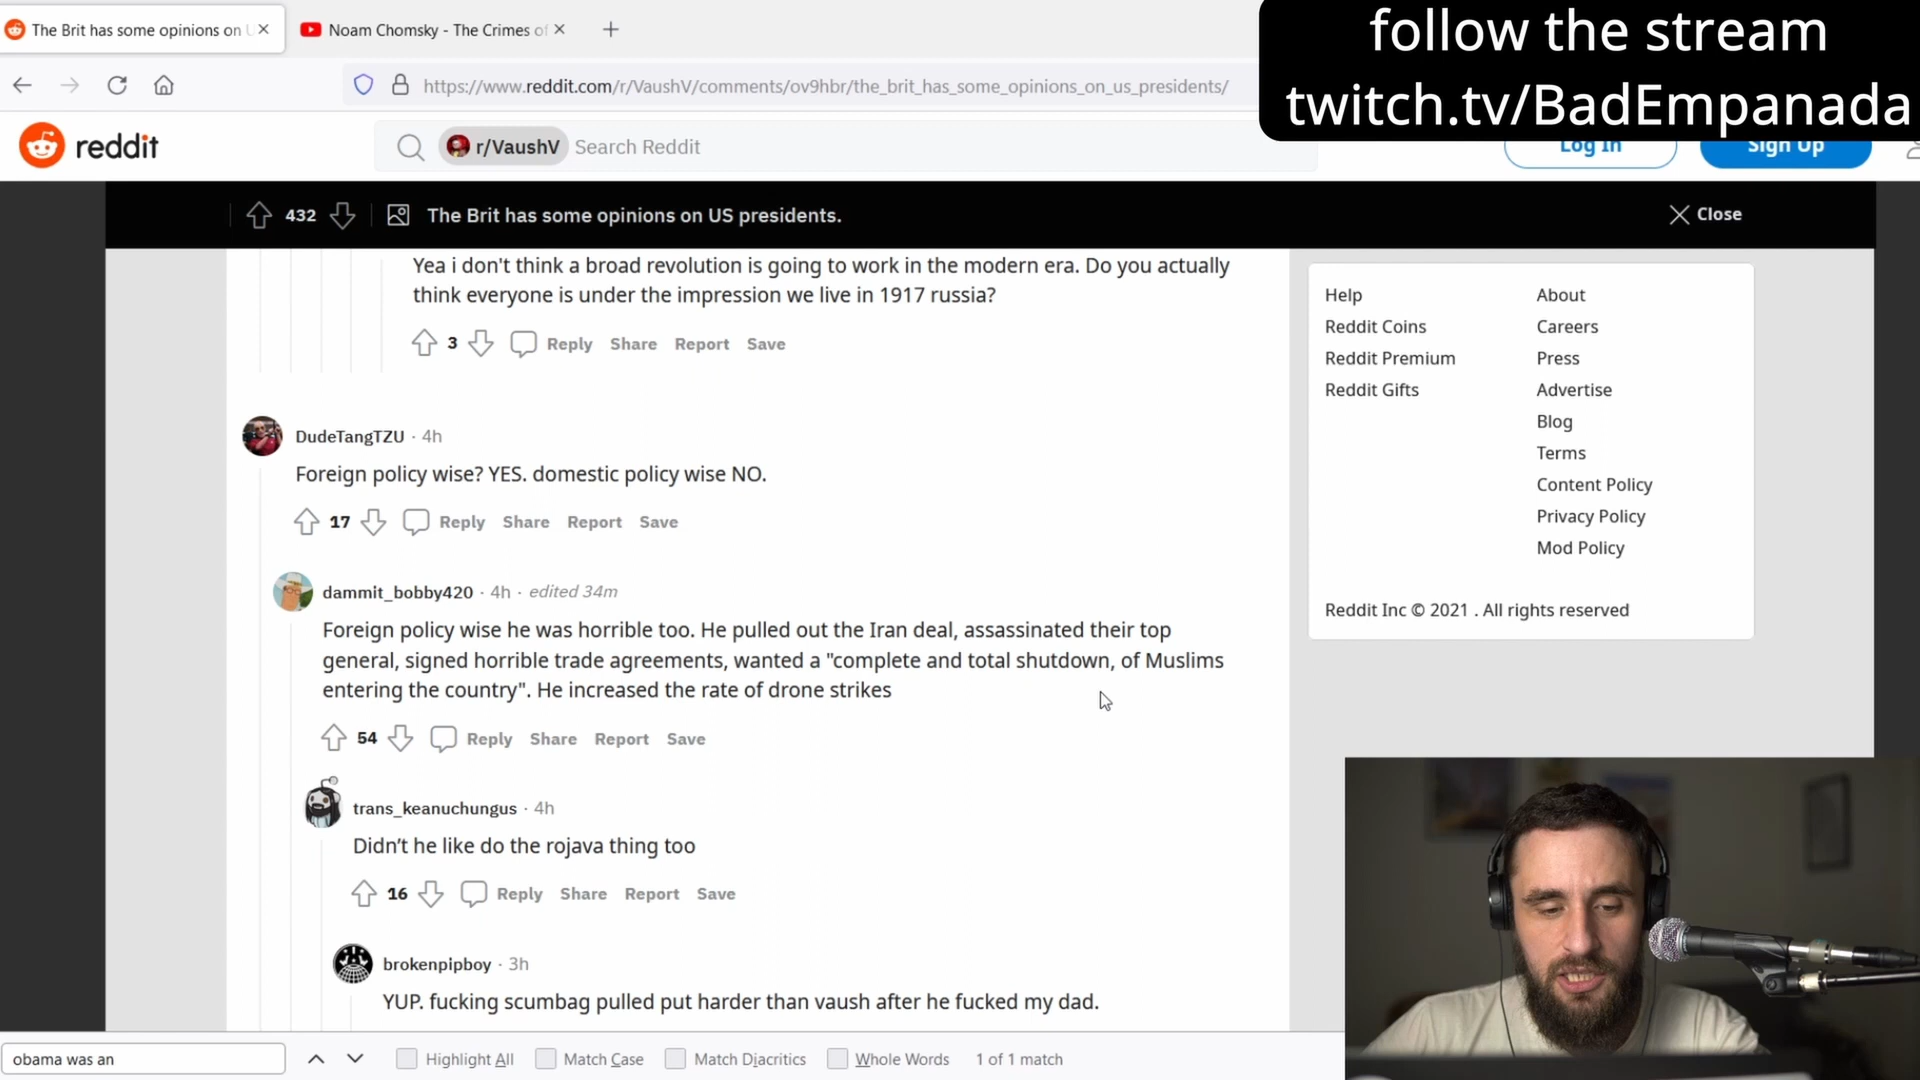 The Brit has some opinions on U
Noam Chomsky - The Crimes of
follow the stream
twitch.tv/BadEmpanada
https://www.reddit.com/r/VaushV/comments/ov9hbr/the_brit_has_some_opinions_on_us_presidents/
reddit
r/VaushV Search Reddit
Log In
Sign Up
432 The Brit has some opinions on US presidents.
Close
Yea i don't think a broad revolution is going to work in the modern era. Do you actually
think everyone is under the impression we live in 1917 russia?
3 Reply Share Report Save
DudeTangTZU · 4h
Foreign policy wise? YES. domestic policy wise NO.
17 Reply Share Report Save
dammit_bobby420 · 4h · edited 34m
Foreign policy wise he was horrible too. He pulled out the Iran deal, assassinated their top
general, signed horrible trade agreements, wanted a "complete and total shutdown, of Muslims
entering the country". He increased the rate of drone strikes
54 Reply Share Report Save
trans_keanuchungus · 4h
Didn't he like do the rojava thing too
16 Reply Share Report Save
brokenpipboy · 3h
YUP. fucking scumbag pulled put harder than vaush after he fucked my dad.
Help
Reddit Coins
Reddit Premium
Reddit Gifts
About
Careers
Press
Advertise
Blog
Terms
Content Policy
Privacy Policy
Mod Policy
Reddit Inc © 2021 . All rights reserved
obama was an
Highlight All
Match Case
Match Diacritics
Whole Words
1 of 1 match